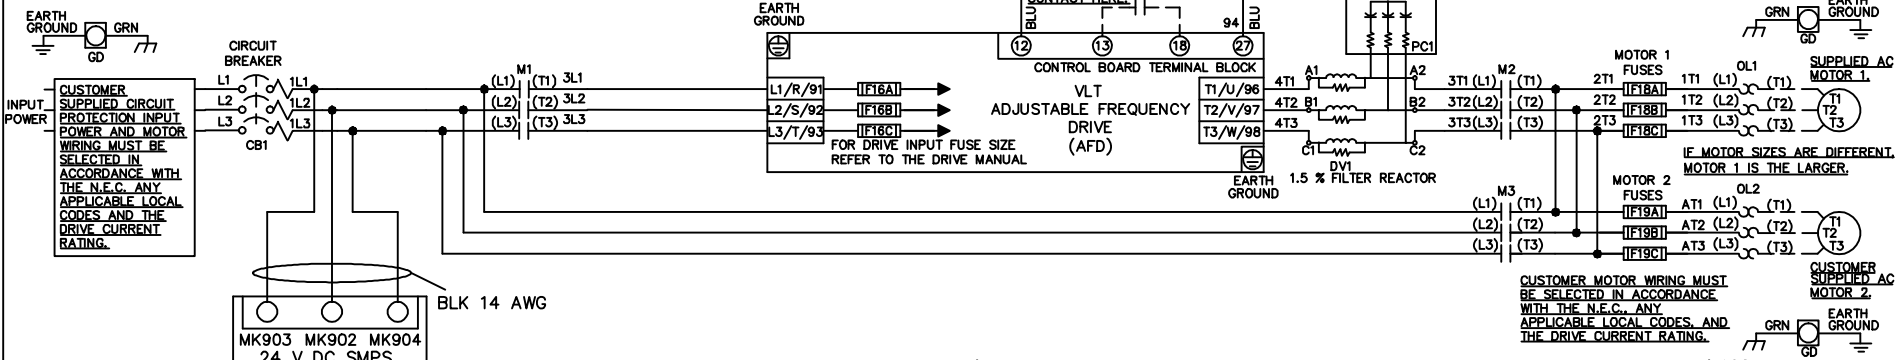 EARTH
GROUND
GRN
GD
CIRCUIT
BREAKER
L1
L2
L3
1L1
1L2
1L3
CB1
INPUT
POWER
CUSTOMER
SUPPLIED CIRCUIT
PROTECTION INPUT
POWER AND MOTOR
WIRING MUST BE
SELECTED IN
ACCORDANCE WITH
THE N.E.C. ANY
APPLICABLE LOCAL
CODES AND THE
DRIVE CURRENT
RATING.
M1
(L1) (T1) 3L1
(L2) (T2) 3L2
(L3) (T3) 3L3
BLK 14 AWG
MK903 MK902 MK904
24 V DC SMPS
EARTH
GROUND
CONTACT HERE.
BLU
94
BLU
12
13
18
27
CONTROL BOARD TERMINAL BLOCK
L1/R/91
L2/S/92
L3/T/93
F16A
F16B
F16C
VLT
ADJUSTABLE FREQUENCY
DRIVE
(AFD)
FOR DRIVE INPUT FUSE SIZE
REFER TO THE DRIVE MANUAL
T1/U/96
T2/V/97
T3/W/98
EARTH
GROUND
4T1
4T2
4T3
A1
B1
C1
A2
B2
C2
PC1
DV1
1.5 % FILTER REACTOR
M2
3T1 (L1) (T1)
3T2(L2) (T2)
3T3(L3) (T3)
MOTOR 1
FUSES
2T1
2T2
2T3
F18A
F18B
F18C
OL1
1T1 (L1) (T1)
1T2 (L2) (T2)
1T3 (L3) (T3)
GRN
EARTH
GROUND
GD
SUPPLIED AC
MOTOR 1.
T1
T2
T3
IF MOTOR SIZES ARE DIFFERENT,
MOTOR 1 IS THE LARGER.
M3
(L1) (T1)
(L2) (T2)
(L3) (T3)
MOTOR 2
FUSES
F19A
F19B
F19C
OL2
AT1 (L1) (T1)
AT2 (L2) (T2)
AT3 (L3) (T3)
T1
T2
T3
CUSTOMER
SUPPLIED AC
MOTOR 2.
CUSTOMER MOTOR WIRING MUST
BE SELECTED IN ACCORDANCE
WITH THE N.E.C., ANY
APPLICABLE LOCAL CODES, AND
THE DRIVE CURRENT RATING.
GRN
EARTH
GROUND
GD